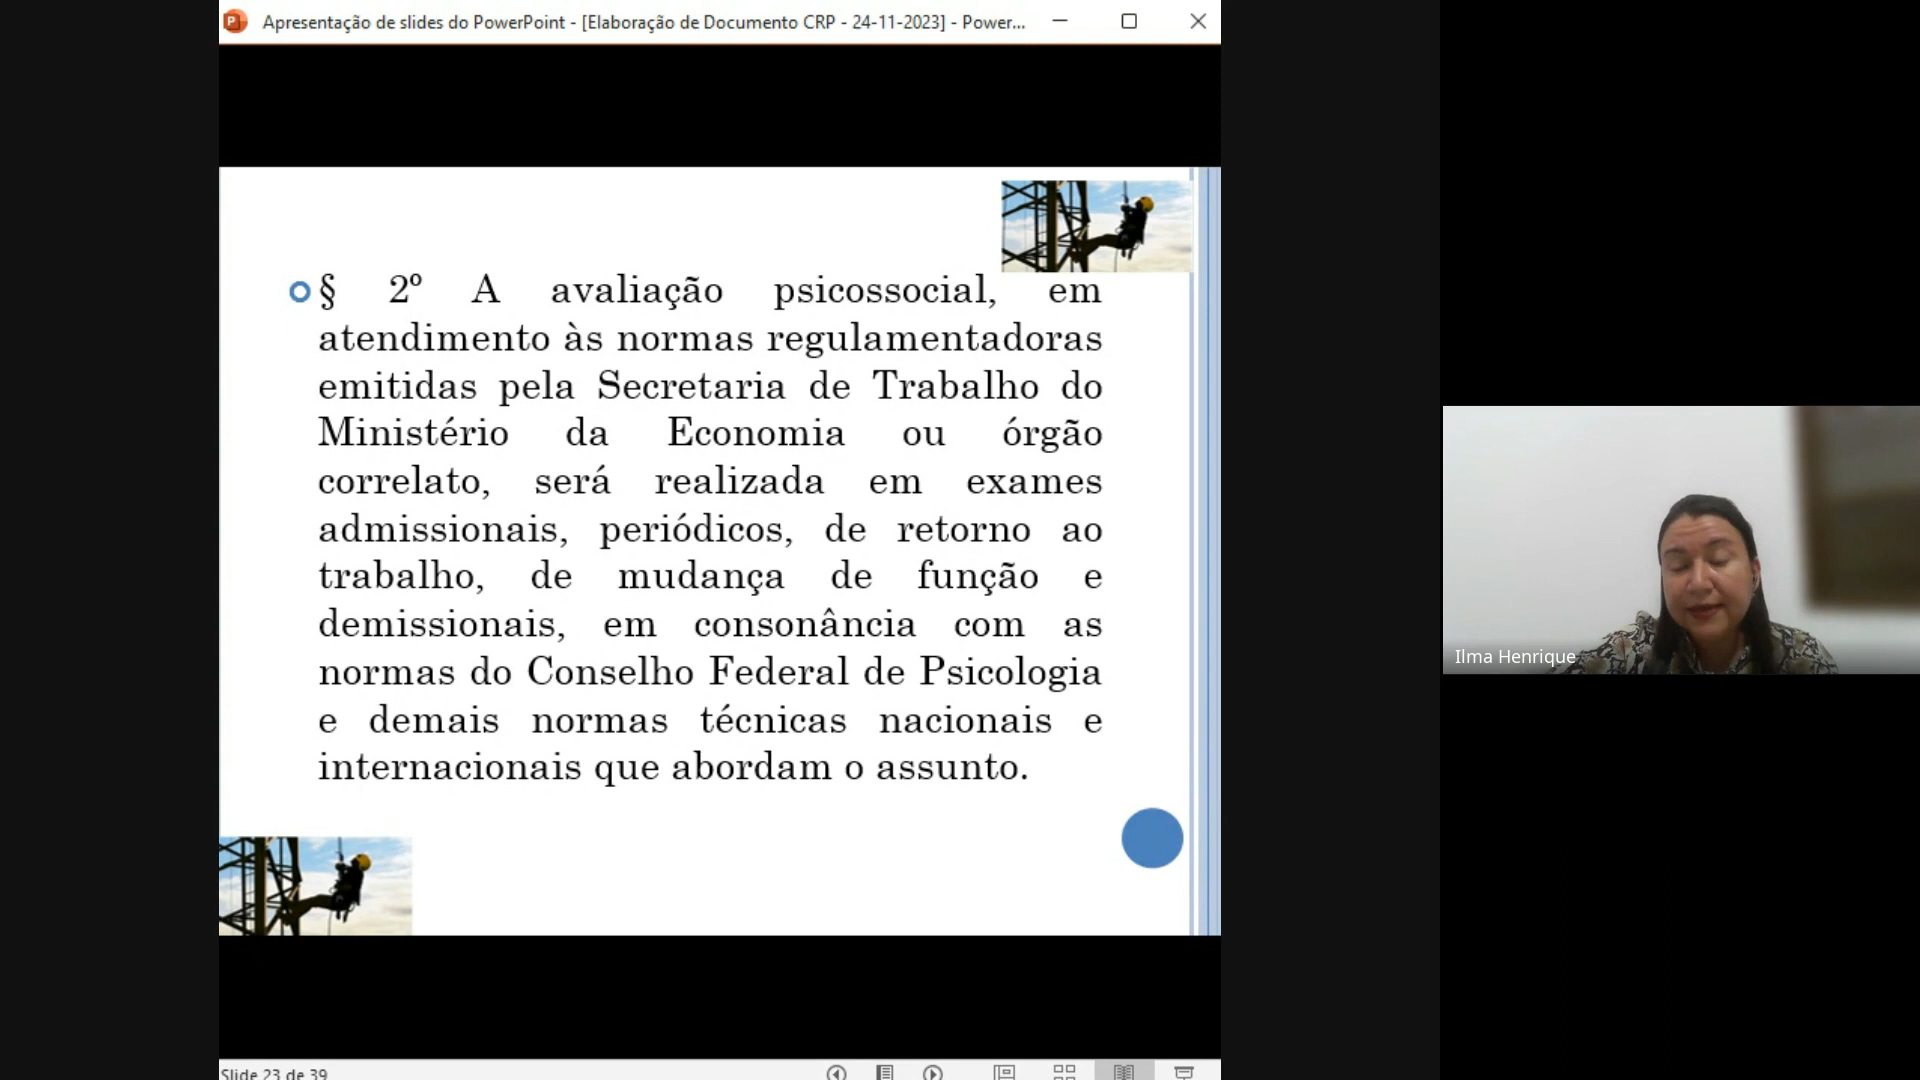 Apresentação de slides do PowerPoint - [Elaboração de Documento CRP - 24-11-2023] - Power...
§ 2º A avaliação psicossocial, em
atendimento às normas regulamentadoras
emitidas pela Secretaria de Trabalho do
Ministério da Economia ou órgão
correlato, será realizada em exames
admissionais, periódicos, de retorno ao
trabalho, de mudança de função e
demissionais, em consonância com as
normas do Conselho Federal de Psicologia
e demais normas técnicas nacionais e
internacionais que abordam o assunto.
Ilma Henrique
Slide 23 de 39